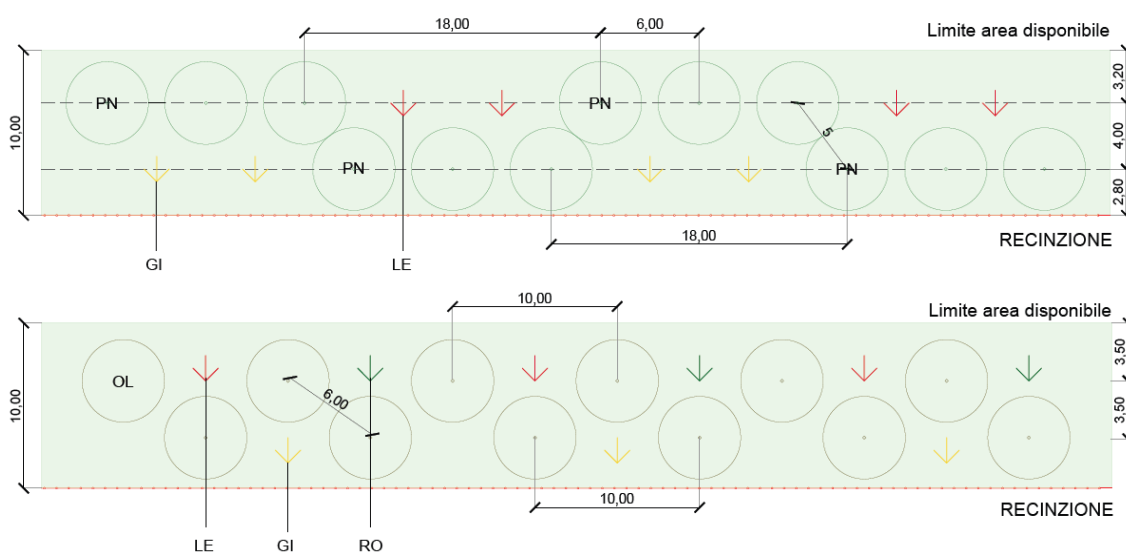 18,00
6,00
Limite area disponibile
PN
PN
3,20
10,00
4,00
5
PN
PN
2,80
18,00
RECINZIONE
GI
LE
10,00
Limite area disponibile
3,50
OL
6,00
10,00
3,50
10,00
RECINZIONE
LE
GI
RO